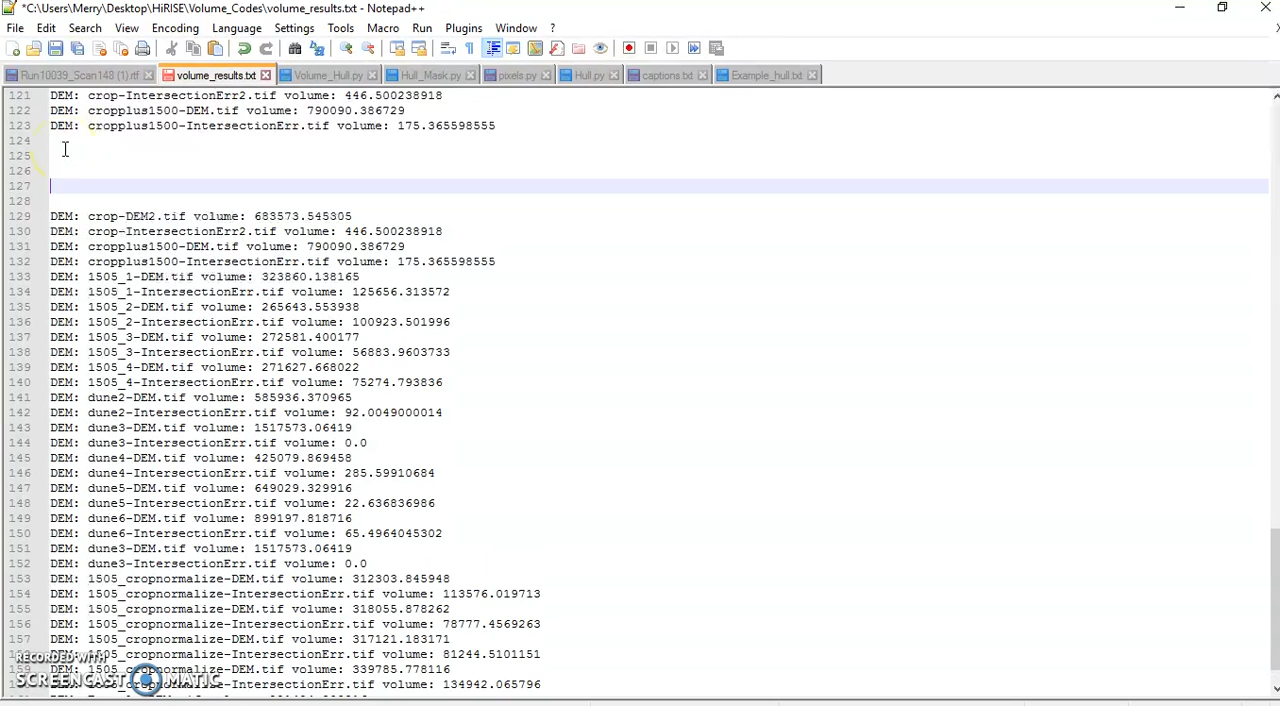 *C:\Users\Merry\Desktop\HiRISE\Volume_Codes\volume_results.txt - Notepad++
File Edit Search View Encoding Language Settings Tools Macro Run Plugins Window ?
Run10039_Scan148 (1).rtf volume_results.txt Volume_Hull.py Hull_Mask.py pixels.py Hull.py captions.txt Example_hull.txt
121 DEM: crop-IntersectionErr2.tif volume: 446.500238918
122 DEM: cropplus1500-DEM.tif volume: 790090.386729
123 DEM: cropplus1500-IntersectionErr.tif volume: 175.365598555
124
125
126
127
128
129 DEM: crop-DEM2.tif volume: 683573.545305
130 DEM: crop-IntersectionErr2.tif volume: 446.500238918
131 DEM: cropplus1500-DEM.tif volume: 790090.386729
132 DEM: cropplus1500-IntersectionErr.tif volume: 175.365598555
133 DEM: 1505_1-DEM.tif volume: 323860.138165
134 DEM: 1505_1-IntersectionErr.tif volume: 125656.313572
135 DEM: 1505_2-DEM.tif volume: 265643.553938
136 DEM: 1505_2-IntersectionErr.tif volume: 100923.501996
137 DEM: 1505_3-DEM.tif volume: 272581.400177
138 DEM: 1505_3-IntersectionErr.tif volume: 56883.9603733
139 DEM: 1505_4-DEM.tif volume: 271627.668022
140 DEM: 1505_4-IntersectionErr.tif volume: 75274.793836
141 DEM: dune2-DEM.tif volume: 585936.370965
142 DEM: dune2-IntersectionErr.tif volume: 92.0049000014
143 DEM: dune3-DEM.tif volume: 1517573.06419
144 DEM: dune3-IntersectionErr.tif volume: 0.0
145 DEM: dune4-DEM.tif volume: 425079.869458
146 DEM: dune4-IntersectionErr.tif volume: 285.59910684
147 DEM: dune5-DEM.tif volume: 649029.329916
148 DEM: dune5-IntersectionErr.tif volume: 22.636836986
149 DEM: dune6-DEM.tif volume: 899197.818716
150 DEM: dune6-IntersectionErr.tif volume: 65.4964045302
151 DEM: dune3-DEM.tif volume: 1517573.06419
152 DEM: dune3-IntersectionErr.tif volume: 0.0
153 DEM: 1505_cropnormalize-DEM.tif volume: 312303.845948
154 DEM: 1505_cropnormalize-IntersectionErr.tif volume: 113576.019713
155 DEM: 1505_cropnormalize-DEM.tif volume: 318055.878262
156 DEM: 1505_cropnormalize-IntersectionErr.tif volume: 78777.4569263
157 DEM: 1505_cropnormalize-DEM.tif volume: 317121.183171
DEM: 1505_cropnormalize-IntersectionErr.tif volume: 81244.5101151
DEM: 1505_cropnormalize-DEM.tif volume: 339785.778116
1505_cropnormalize-IntersectionErr.tif volume: 134942.065796
RECORDED WITH
SCREENCAST MATIC